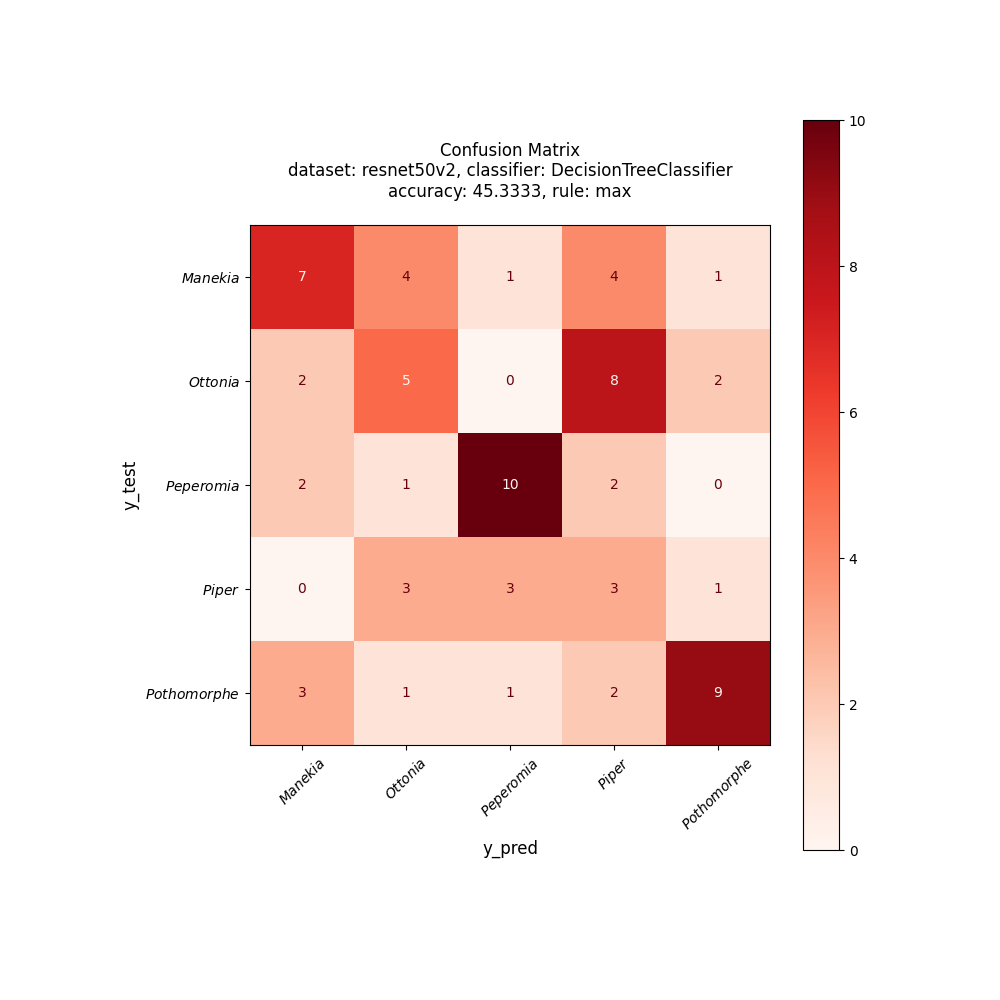 Confusion Matrix
dataset: resnet50v2, classifier: DecisionTreeClassifier
accuracy: 45.3333, rule: max
Manekia 7 4 1 4 1
Ottonia 2 5 0 8 2
Peperomia 2 1 10 2 0
Piper 0 3 3 3 1
Pothomorphe 3 1 1 2 9
Manekia Ottonia Peperomia Piper Pothomorphe
y_test
y_pred
10
8
6
4
2
0